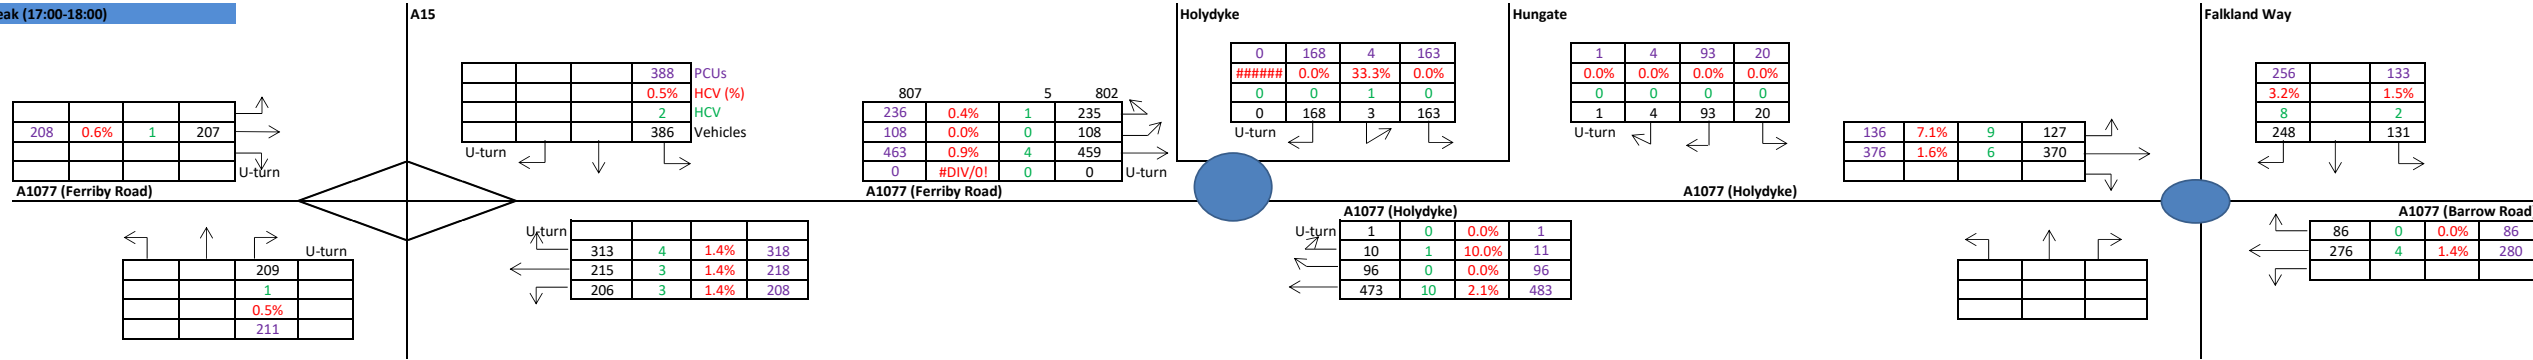 eak (17:00-18:00)
A15
Holydyke
Hungate
Falkland Way
208 0.6% 1 207
U-turn
A1077 (Ferriby Road)
388 PCUs
0.5% HCV (%)
2 HCV
386 Vehicles
U-turn
807 5 802
236 0.4% 1 235
108 0.0% 0 108
463 0.9% 4 459
0 #DIV/0! 0 0 U-turn
A1077 (Ferriby Road)
0 168 4 163
###### 0.0% 33.3% 0.0%
0 0 1 0
0 168 3 163
U-turn
1 4 93 20
0.0% 0.0% 0.0% 0.0%
0 0 0 0
1 4 93 20
U-turn
A1077 (Holydyke)
136 7.1% 9 127
376 1.6% 6 370
256 133
3.2% 1.5%
8 2
248 131
U-turn
209
1
0.5%
211
U-turn
313 4 1.4% 318
215 3 1.4% 218
206 3 1.4% 208
A1077 (Holydyke)
U-turn 1 0 0.0% 1
10 1 10.0% 11
96 0 0.0% 96
473 10 2.1% 483
A1077 (Barrow Road)
86 0 0.0% 86
276 4 1.4% 280